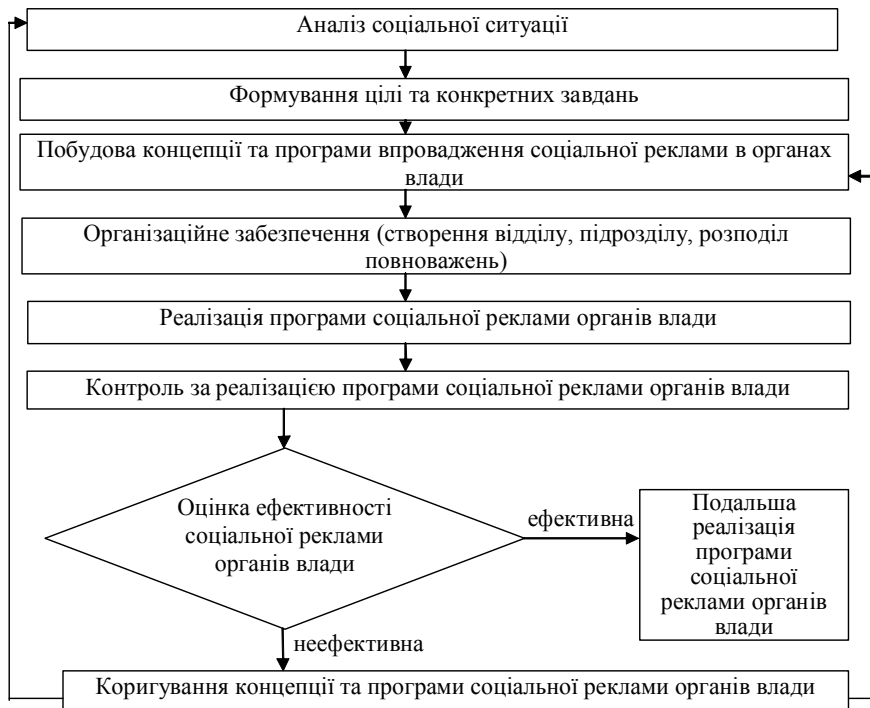 Аналіз соціальної ситуації
Формування цілі та конкретних завдань
Побудова концепції та програми впровадження соціальної реклами в органах
влади
Організаційне забезпечення (створення відділу, підрозділу, розподіл
повноважень)
Реалізація програми соціальної реклами органів влади
Контроль за реалізацією програми соціальної реклами органів влади
Оцінка ефективності
соціальної реклами
органів влади
ефективна
Подальша
реалізація
програми
соціальної
реклами органів
влади
неефективна
Коригування концепції та програми соціальної реклами органів влади